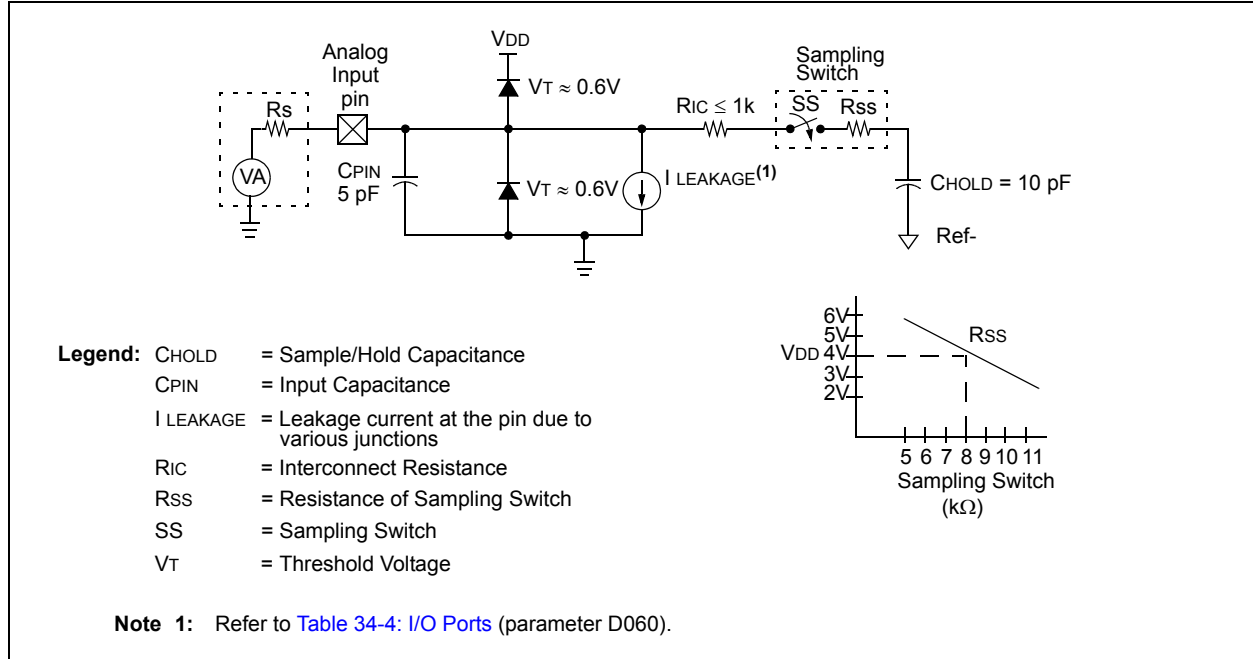 VDD
Analog
Input
pin
Sampling
Switch
VT ≈ 0.6V
Rs
RIC ≤ 1k
SS
Rss
VA
CPIN
5 pF
VT ≈ 0.6V
I LEAKAGE(1)
CHOLD = 10 pF
Ref-
6V
5V
VDD 4V
3V
2V
RSS
5 6 7 8 9 10 11
Sampling Switch
(kΩ)
Legend: CHOLD = Sample/Hold Capacitance
CPIN = Input Capacitance
I LEAKAGE = Leakage current at the pin due to
various junctions
RIC = Interconnect Resistance
RSS = Resistance of Sampling Switch
SS = Sampling Switch
VT = Threshold Voltage
Note 1: Refer to Table 34-4: I/O Ports (parameter D060).